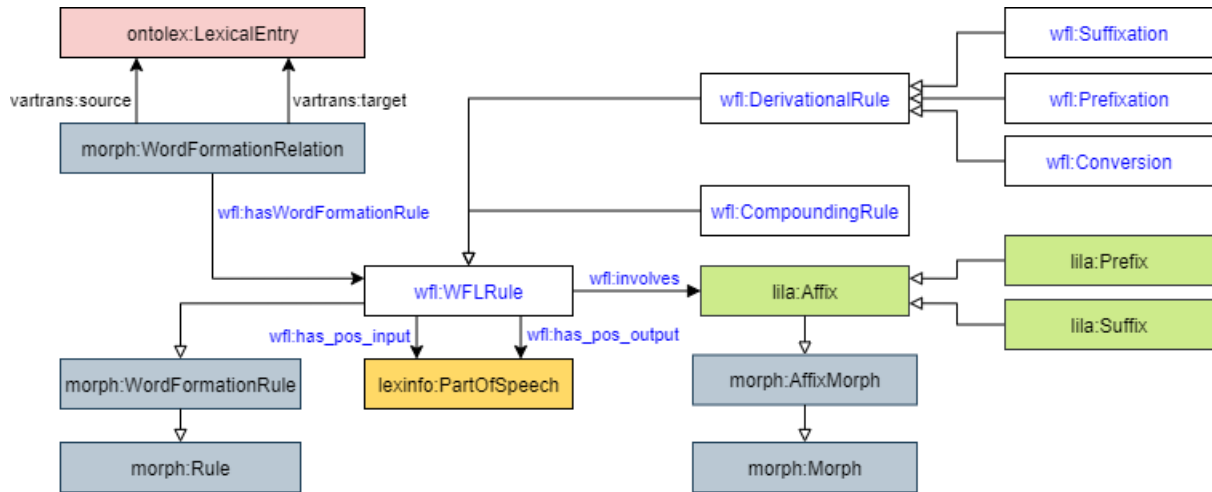 ontolex:LexicalEntry
wfl:Suffixation
vartrans:source
vartrans:target
wfl:DerivationalRule
wfl:Prefixation
morph:WordFormationRelation
wfl:Conversion
wfl:hasWordFormationRule
wfl:CompoundingRule
lila:Prefix
wfl:WFLRule
wfl:involves
lila:Affix
lila:Suffix
wfl:has_pos_input
wfl:has_pos_output
morph:WordFormationRule
lexinfo:PartOfSpeech
morph:AffixMorph
morph:Rule
morph:Morph